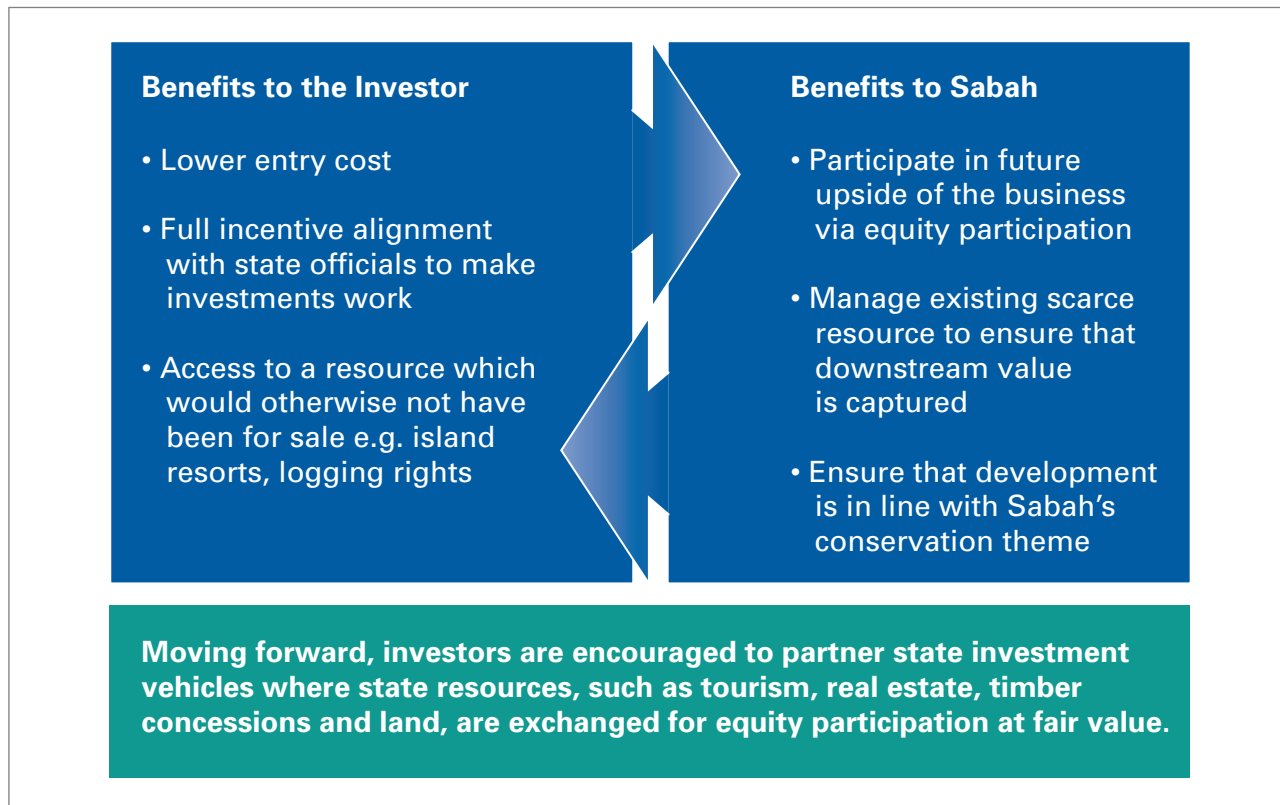 Benefits to the Investor
• Lower entry cost
• Full incentive alignment
with state officials to make
investments work
• Access to a resource which
would otherwise not have
been for sale e.g. island
resorts, logging rights
Benefits to Sabah
• Participate in future
upside of the business
via equity participation
• Manage existing scarce
resource to ensure that
downstream value
is captured
• Ensure that development
is in line with Sabah’s
conservation theme
Moving forward, investors are encouraged to partner state investment
vehicles where state resources, such as tourism, real estate, timber
concessions and land, are exchanged for equity participation at fair value.